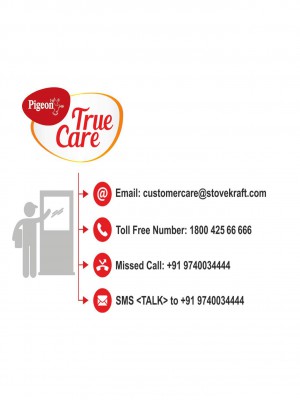 Pigeon
True
Care
Email: customercare@stovekraft.com
Toll Free Number: 1800 425 66 666
Missed Call: +91 9740034444
SMS <TALK> to +91 9740034444